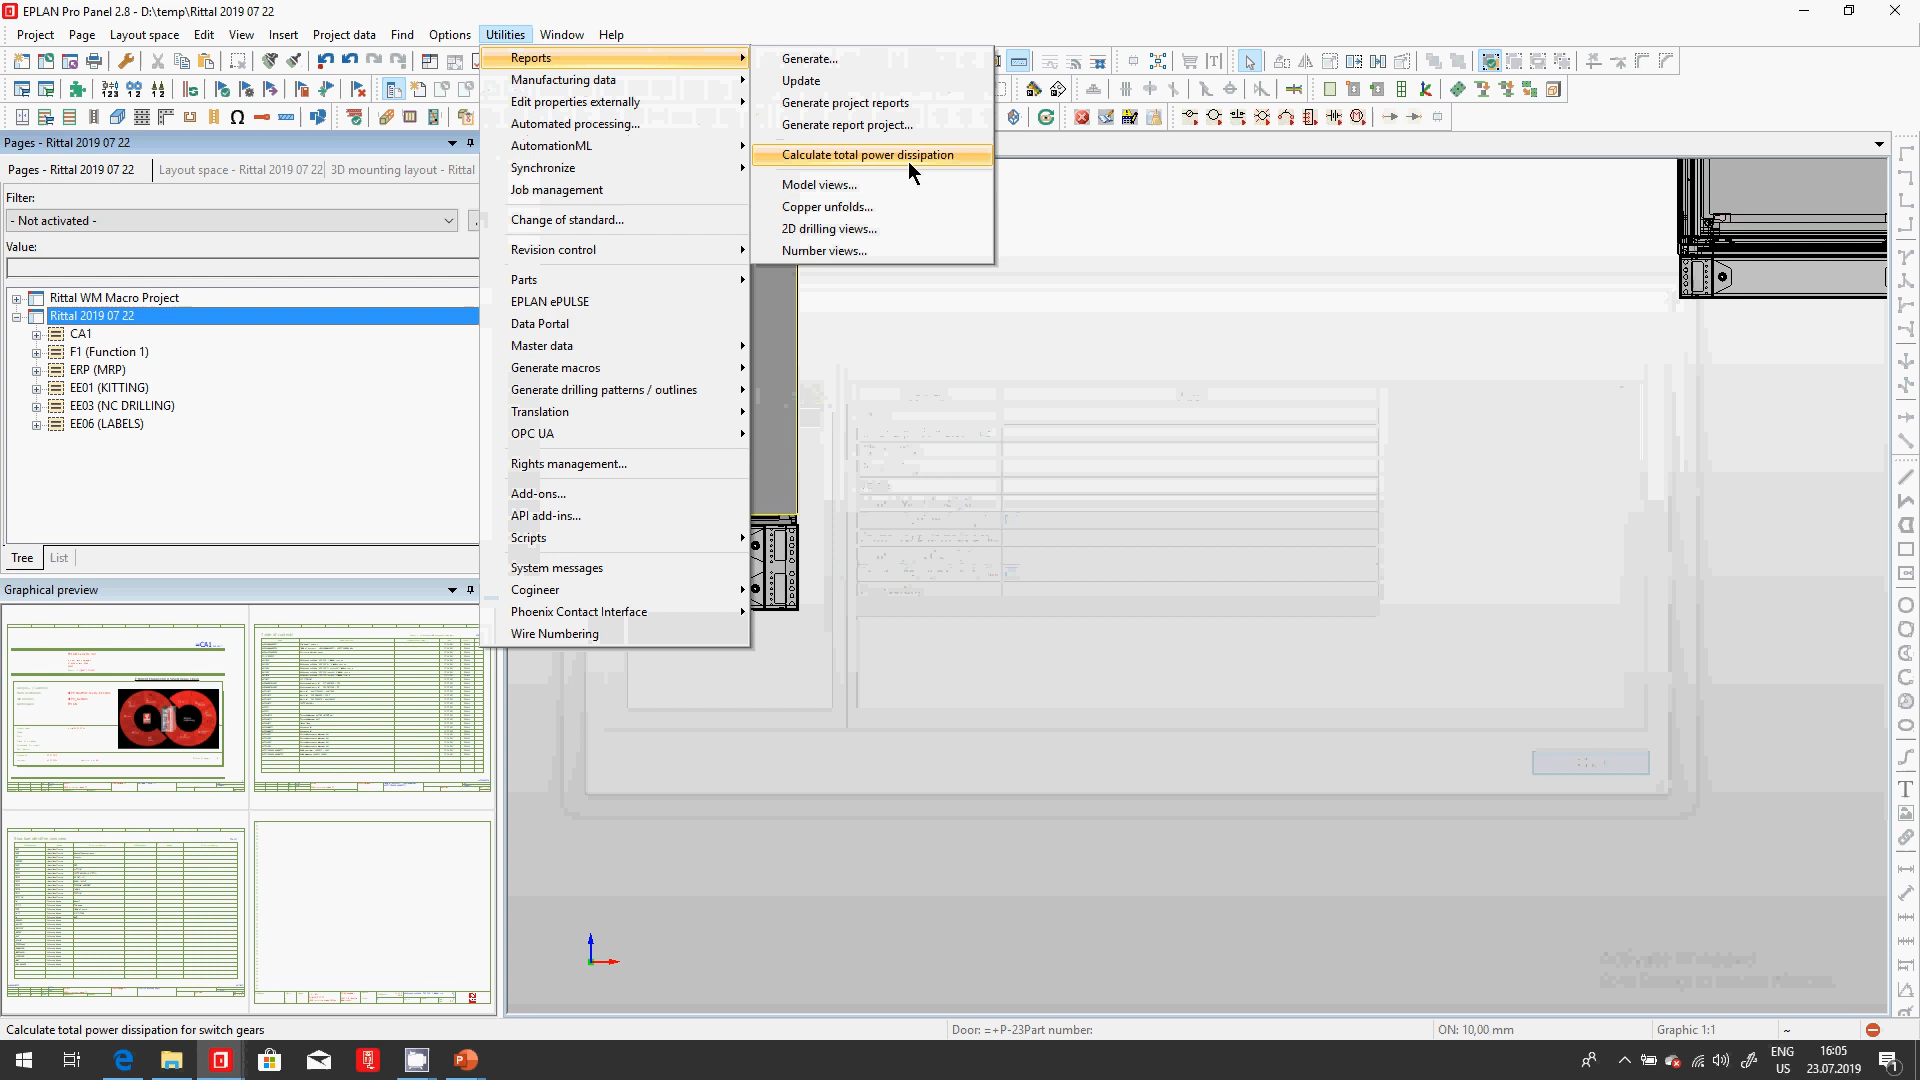 EPLAN Pro Panel 2.8 - D:\temp\Rittal 2019 07 22
Project Page Layout space Edit View Insert Project data Find Options Utilities Window Help
Reports
Manufacturing data
Edit properties externally
Automated processing...
AutomationML
Synchronize
Job management
Change of standard...
Revision control
Parts
EPLAN ePULSE
Data Portal
Master data
Generate macros
Generate drilling patterns / outlines
Translation
OPC UA
Rights management...
Add-ons...
API add-ins...
Scripts
System messages
Cogineer
Phoenix Contact Interface
Wire Numbering
Generate...
Update
Generate project reports
Generate report project...
Calculate total power dissipation
Model views...
Copper unfolds...
2D drilling views...
Number views...
Pages - Rittal 2019 07 22
Pages - Rittal 2019 07 22 Layout space - Rittal 2019 07 22 3D mounting layout - Rittal
Filter:
- Not activated -
Value:
Rittal WM Macro Project
Rittal 2019 07 22
CA1
F1 (Function 1)
ERP (MRP)
EE01 (KITTING)
EE03 (NC DRILLING)
EE06 (LABELS)
Tree List
Graphical preview
=CA1
Calculate total power dissipation for switch gears
Door: =+P-23Part number:
ON: 10,00 mm
Graphic 1:1
~
ENG
US
16:05
23.07.2019
1